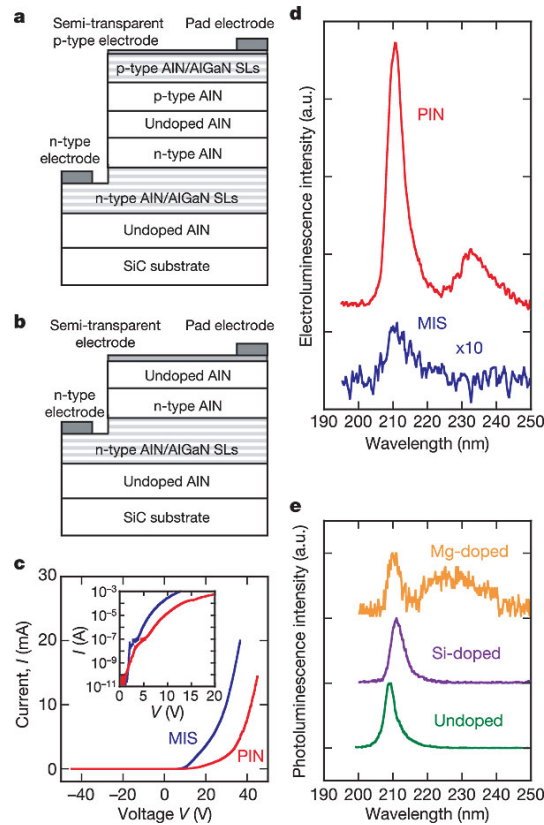 a
Semi-transparent
p-type electrode
Pad electrode
p-type AlN/AlGaN SLs
p-type AlN
Undoped AlN
n-type
electrode
n-type AlN
n-type AlN/AlGaN SLs
Undoped AlN
SiC substrate
b
Semi-transparent
electrode
Pad electrode
Undoped AlN
n-type
electrode
n-type AlN
n-type AlN/AlGaN SLs
Undoped AlN
SiC substrate
c
Current, I (mA)
30
20
10
0
-40 -20 0 20 40
Voltage V (V)
MIS
PIN
I (A)
10⁻³
10⁻⁵
10⁻⁷
10⁻⁹
10⁻¹¹
0 5 10 15 20
V (V)
d
Electroluminescence intensity (a.u.)
PIN
MIS
x10
190 200 210 220 230 240 250
Wavelength (nm)
e
Photoluminescence intensity (a.u.)
Mg-doped
Si-doped
Undoped
190 200 210 220 230 240 250
Wavelength (nm)